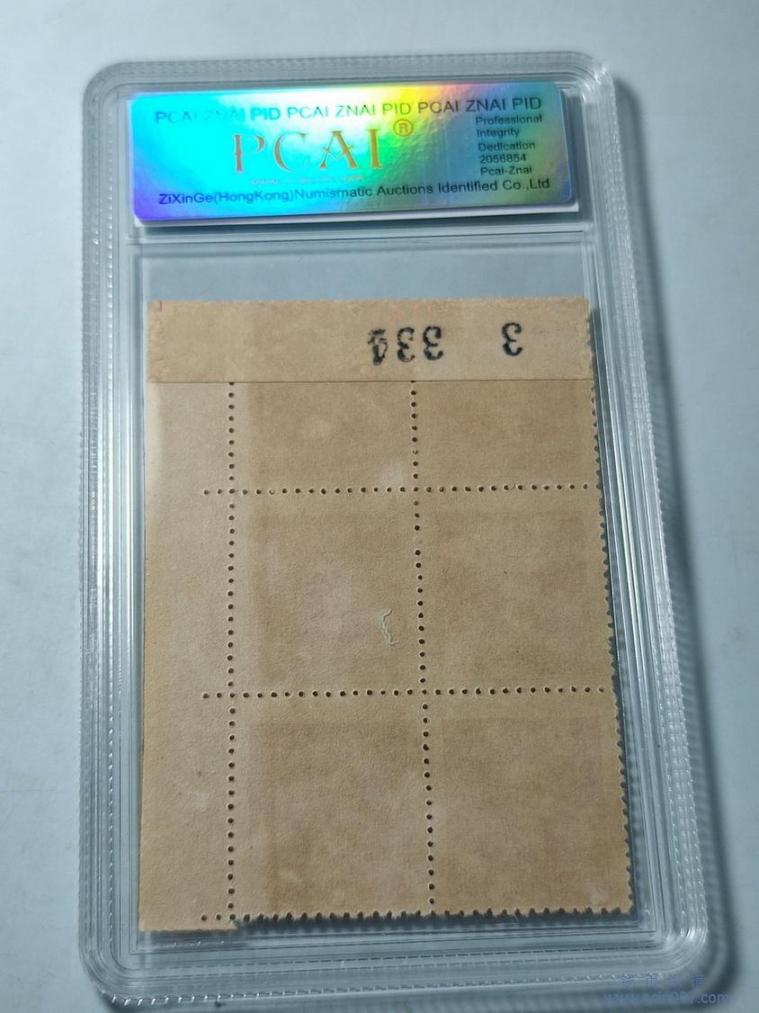 PCAI ZNAI PID PCAI ZNAI PID PCAI ZNAI PID
PCAI®
Professional
Integrity
Dedication
2056854
Pcai-Znai
ZiXinGe(HongKong)Numismatic Auctions Identified Co.,Ltd
3